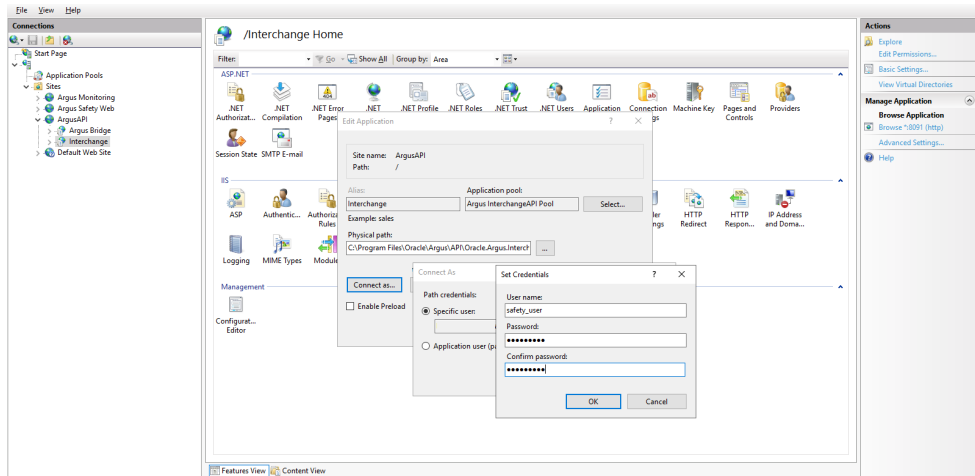 File View Help
Connections
Start Page
Application Pools
Sites
Argus Monitoring
Argus Safety Web
ArgusAPI
Argus Bridge
Interchange
Default Web Site
/Interchange Home
Filter: Go Show All Group by: Area
ASP.NET
.NET Authorizat...
.NET Compilation
.NET Error Pages
.NET
.NET Profile
.NET Roles
.NET Trust
.NET Users
Application
Connection
Machine Key
Pages and Controls
Providers
Session State
SMTP E-mail
IIS
ASP
Authentic...
Authoriza
Rules
HTTP Redirect
HTTP Respon...
IP Address and Doma...
Logging
MIME Types
Module
Management
Configurat... Editor
Features View Content View
Edit Application ? ×
Site name: ArgusAPI
Path: /
Alias: Application pool:
Interchange Argus InterchangeAPI Pool Select...
Example: sales
Physical path:
C:\Program Files\Oracle\Argus\API\Oracle.Argus.Interch ...
Connect as...
Enable Preload
Connect As
Path credentials:
Specific user:
Application user (pa
Set Credentials ? ×
User name:
safety_user
Password:
•••••••••
Confirm password:
•••••••••
OK Cancel
Actions
Explore
Edit Permissions...
Basic Settings...
View Virtual Directories
Manage Application
Browse Application
Browse *:8091 (http)
Advanced Settings...
Help